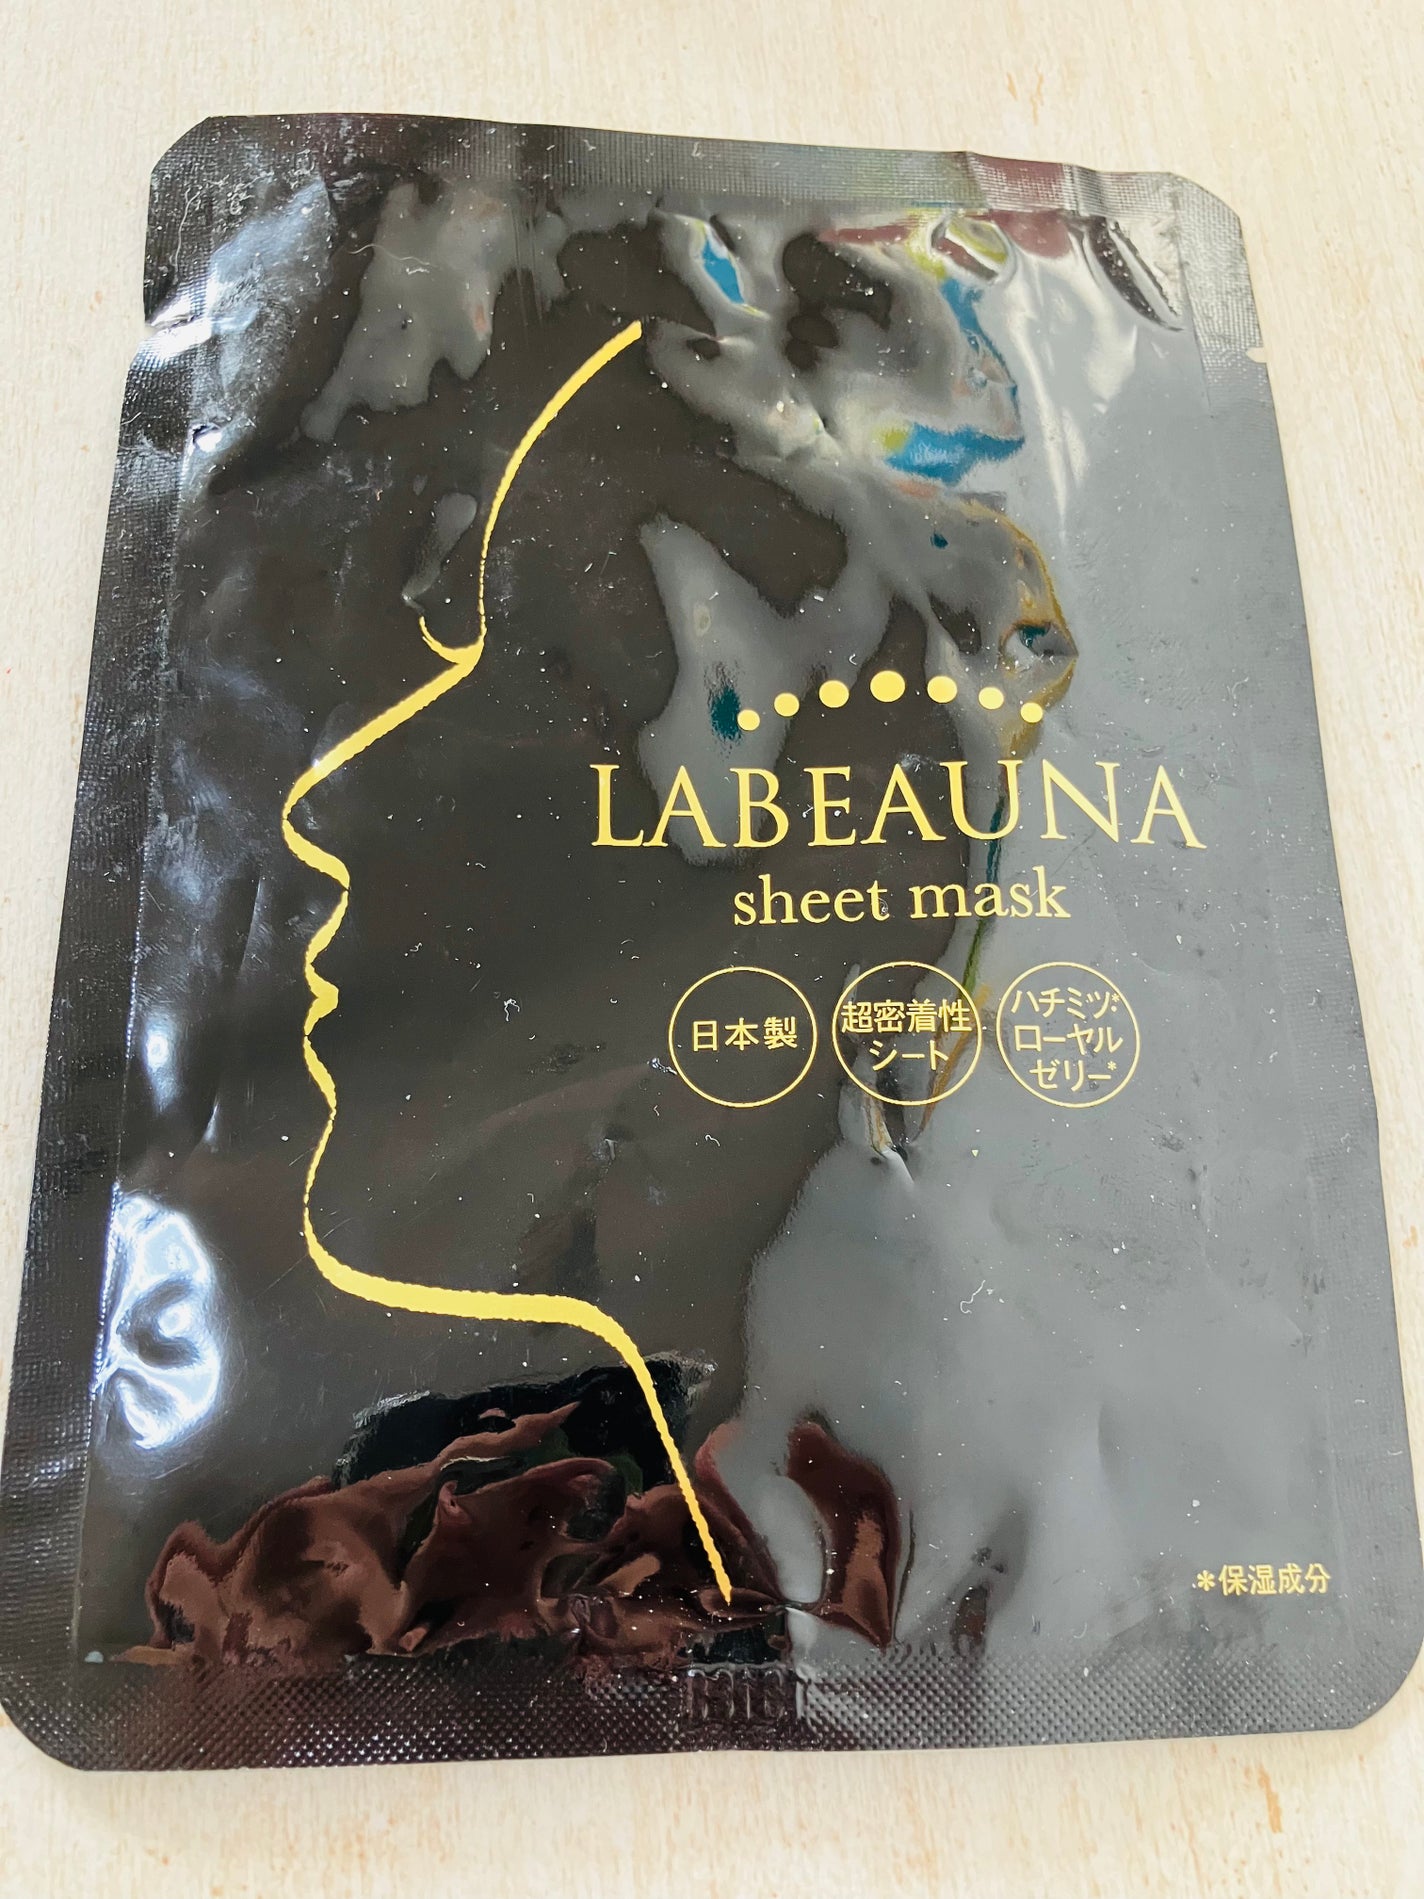 LABEAUNA
sheet mask
日本製
超密着性
シート
ハチミツ*
ローヤル
ゼリー*
*保湿成分